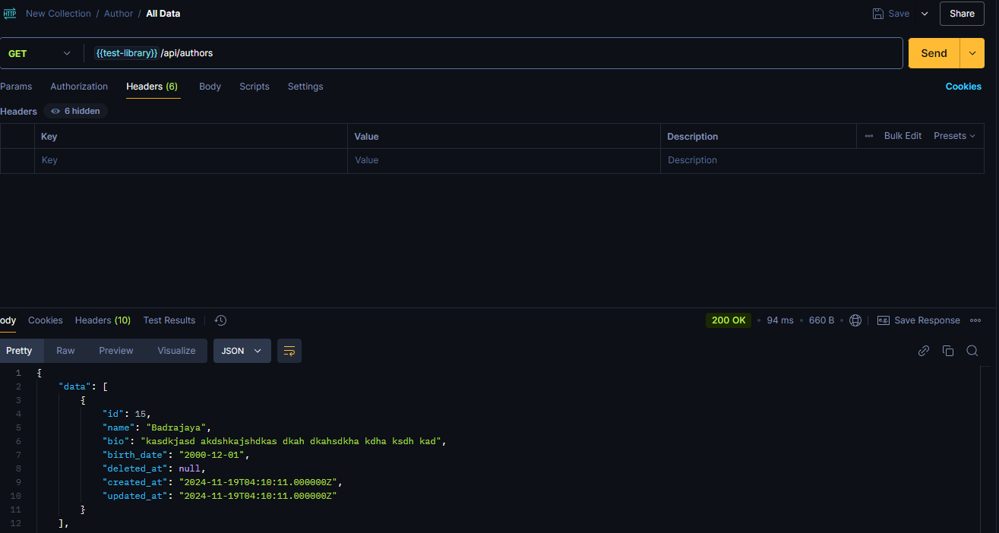 HTTP New Collection / Author / All Data Save Share
GET {{test-library}} /api/authors Send
Params Authorization Headers (6) Body Scripts Settings Cookies
Headers 6 hidden
Key Value Description Bulk Edit Presets
Key Value Description
ody Cookies Headers (10) Test Results 200 OK • 94 ms • 660 B • e.g. Save Response
Pretty Raw Preview Visualize JSON
1 {
2 "data": [
3 {
4 "id": 15,
5 "name": "Badrajaya",
6 "bio": "kasdkjasd akdshkajshdkas dkah dkahsdkha kdha ksdh kad",
7 "birth_date": "2000-12-01",
8 "deleted_at": null,
9 "created_at": "2024-11-19T04:10:11.000000Z",
10 "updated_at": "2024-11-19T04:10:11.000000Z"
11 }
12 ],